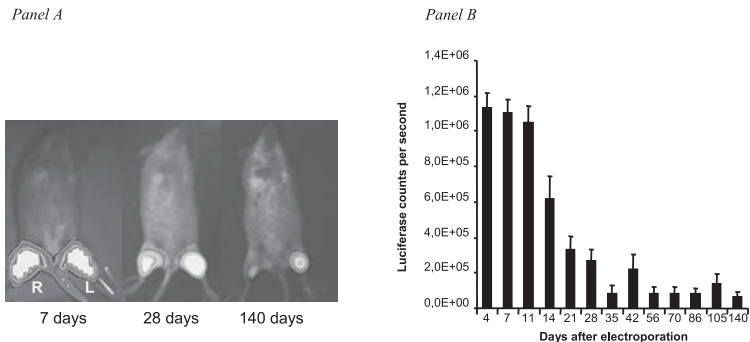 Panel A
Panel B
R
L
7 days
28 days
140 days
Luciferase counts per second
1,4E+06
1,2E+06
1,0E+06
8,0E+05
6,0E+05
4,0E+05
2,0E+05
0,0E+00
4 7 11 14 21 28 35 42 56 70 86 105 140
Days after electroporation